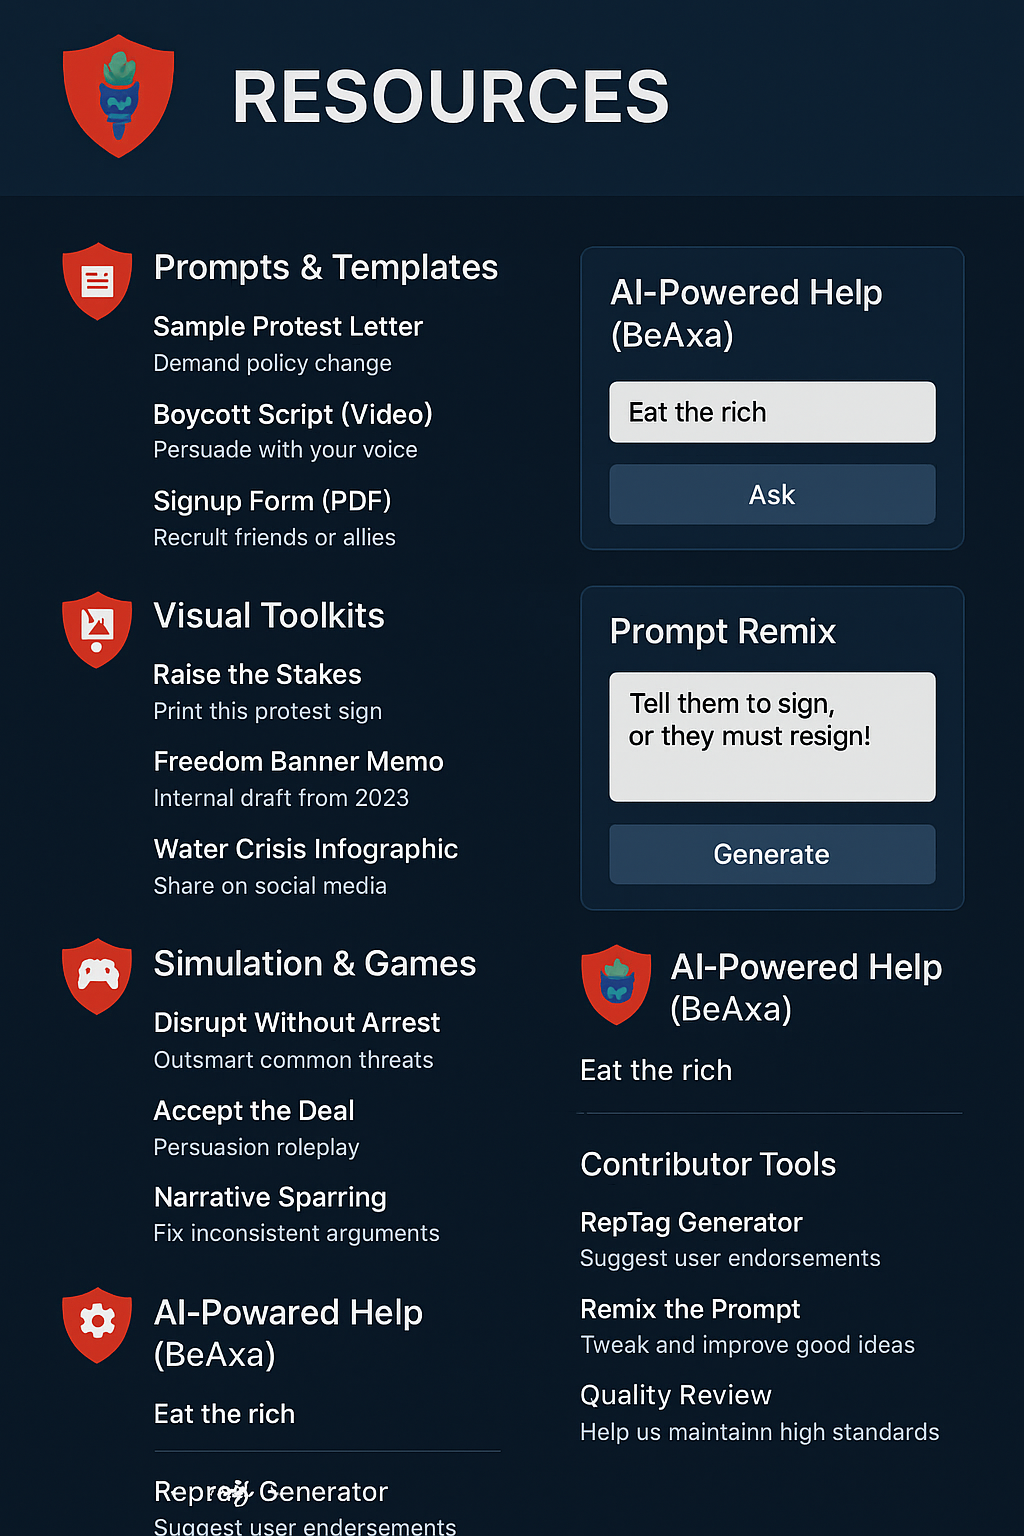 RESOURCES
Prompts & Templates
Sample Protest Letter
Demand policy change
Boycott Script (Video)
Persuade with your voice
Signup Form (PDF)
Recrult friends or allies
Visual Toolkits
Raise the Stakes
Print this protest sign
Freedom Banner Memo
Internal draft from 2023
Water Crisis Infographic
Share on social media
Simulation & Games
Disrupt Without Arrest
Outsmart common threats
Accept the Deal
Persuasion roleplay
Narrative Sparring
Fix inconsistent arguments
AI-Poward Help
(BeAxa)
Eat the rich
Generator
Suggest user endersements
AI-Powered Help
(BeAxa)
Eat the rich
Ask
Prompt Remix
Tell them to sign,
or they must resign!
Generate
AI-Powered Help
(BeAxa)
Eat the rich
Contributor Tools
RepTag Generator
Suggest user endorsements
Remix the Prompt
Tweak and improve good ideas
Quality Review
Help us maintainn high standards